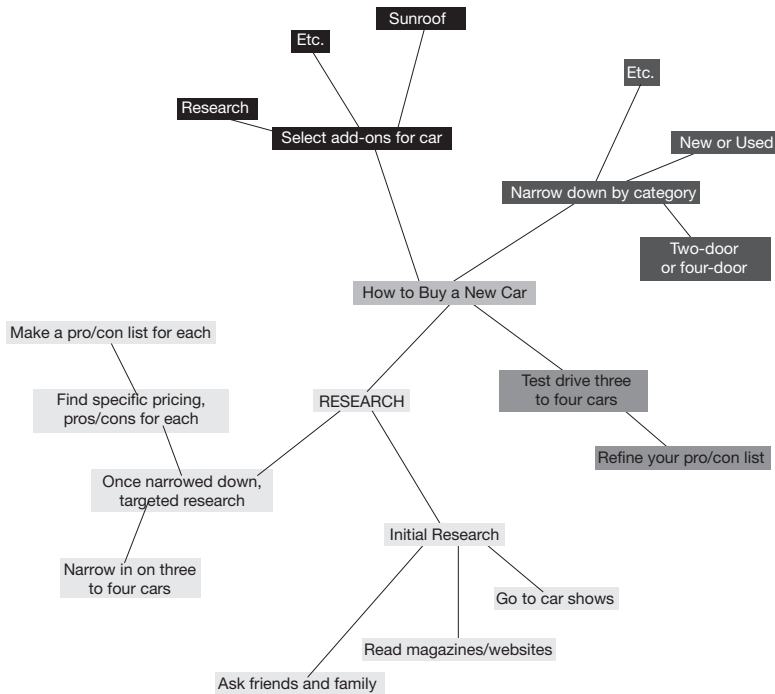 Sunroof
Etc.
Research
Select add-ons for car
Etc.
New or Used
Narrow down by category
Two-door
or four-door
How to Buy a New Car
Make a pro/con list for each
Find specific pricing,
pros/cons for each
RESEARCH
Test drive three
to four cars
Refine your pro/con list
Once narrowed down,
targeted research
Initial Research
Narrow in on three
to four cars
Go to car shows
Read magazines/websites
Ask friends and family